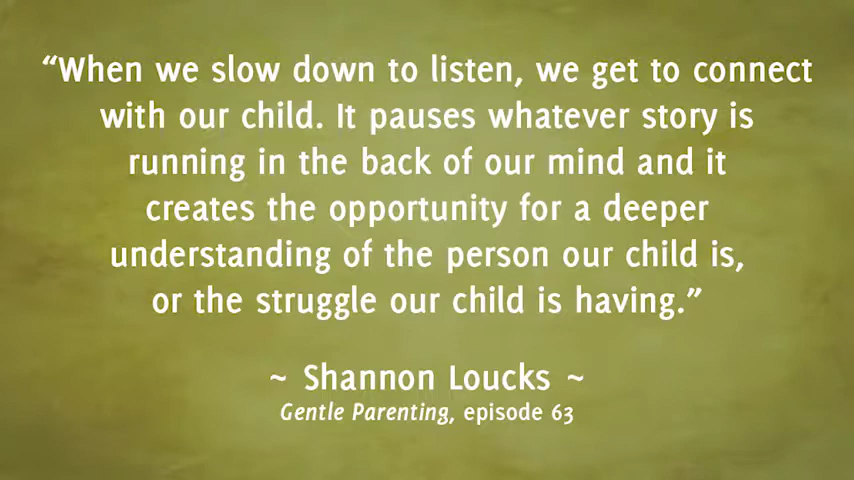 “When we slow down to listen, we get to connect
with our child. It pauses whatever story is
running in the back of our mind and it
creates the opportunity for a deeper
understanding of the person our child is,
or the struggle our child is having.”
~ Shannon Loucks ~
Gentle Parenting, episode 63